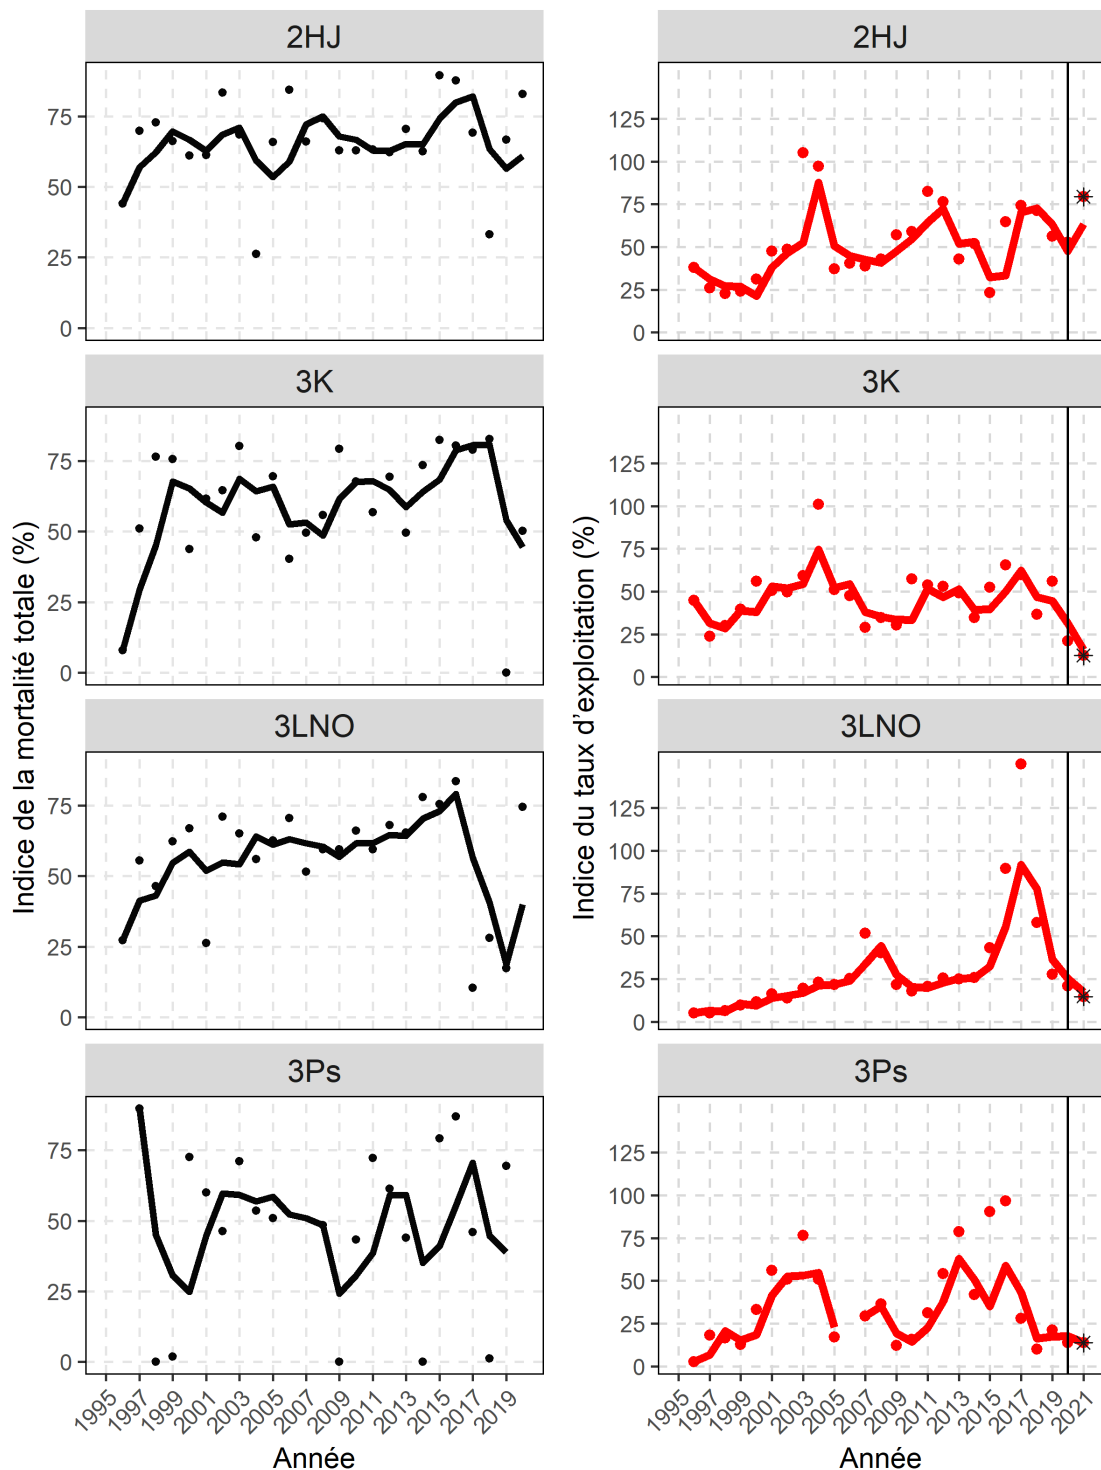 2HJ
75
50
25
0
3K
75
50
25
0
3LNO
75
50
25
0
3Ps
75
50
25
0
1995 1997 1999 2001 2003 2005 2007 2009 2011 2013 2015 2017 2019
Année
Indice de la mortalité totale (%)
2HJ
125
100
75
50
25
0
3K
125
100
75
50
25
0
3LNO
125
100
75
50
25
0
3Ps
125
100
75
50
25
0
1995 1997 1999 2001 2003 2005 2007 2009 2011 2013 2015 2017 2019 2021
Année
Indice du taux d’exploitation (%)